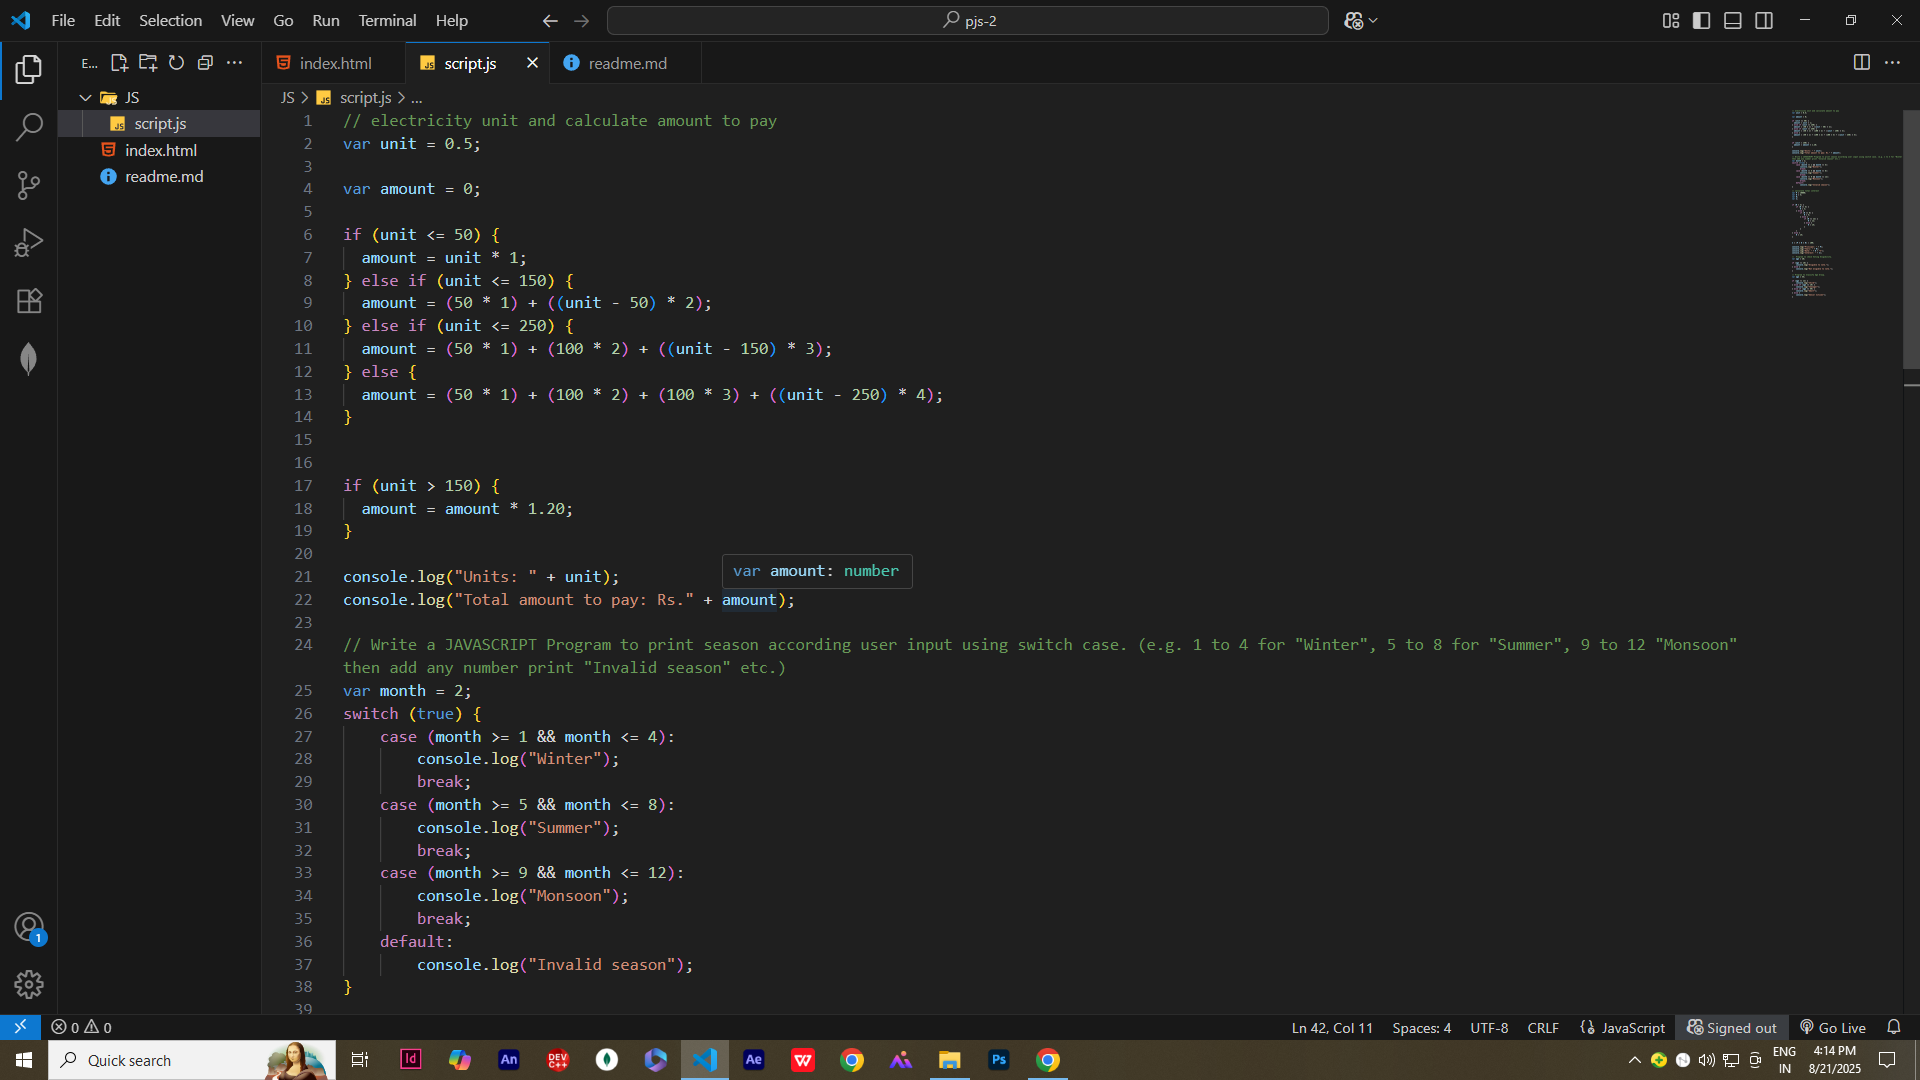 File Edit Selection View Go Run Terminal Help
pjs-2
E...
index.html
script.js
readme.md
JS
script.js
index.html
readme.md
JS > script.js > ...
1 // electricity unit and calculate amount to pay
2 var unit = 0.5;
3
4 var amount = 0;
5
6 if (unit <= 50) {
7 amount = unit * 1;
8 } else if (unit <= 150) {
9 amount = (50 * 1) + ((unit - 50) * 2);
10 } else if (unit <= 250) {
11 amount = (50 * 1) + (100 * 2) + ((unit - 150) * 3);
12 } else {
13 amount = (50 * 1) + (100 * 2) + (100 * 3) + ((unit - 250) * 4);
14 }
15
16
17 if (unit > 150) {
18 amount = amount * 1.20;
19 }
20
var amount: number
21 console.log("Units: " + unit);
22 console.log("Total amount to pay: Rs." + amount);
23
24 // Write a JAVASCRIPT Program to print season according user input using switch case. (e.g. 1 to 4 for "Winter", 5 to 8 for "Summer", 9 to 12 "Monsoon"
then add any number print "Invalid season" etc.)
25 var month = 2;
26 switch (true) {
27 case (month >= 1 && month <= 4):
28 console.log("Winter");
29 break;
30 case (month >= 5 && month <= 8):
31 console.log("Summer");
32 break;
33 case (month >= 9 && month <= 12):
34 console.log("Monsoon");
35 break;
36 default:
37 console.log("Invalid season");
38 }
39
1
0 0
Ln 42, Col 11
Spaces: 4
UTF-8
CRLF
JavaScript
Signed out
Go Live
Quick search
Id
An
DEV C++
Ae
W
Ps
ENG
IN
4:14 PM
8/21/2025